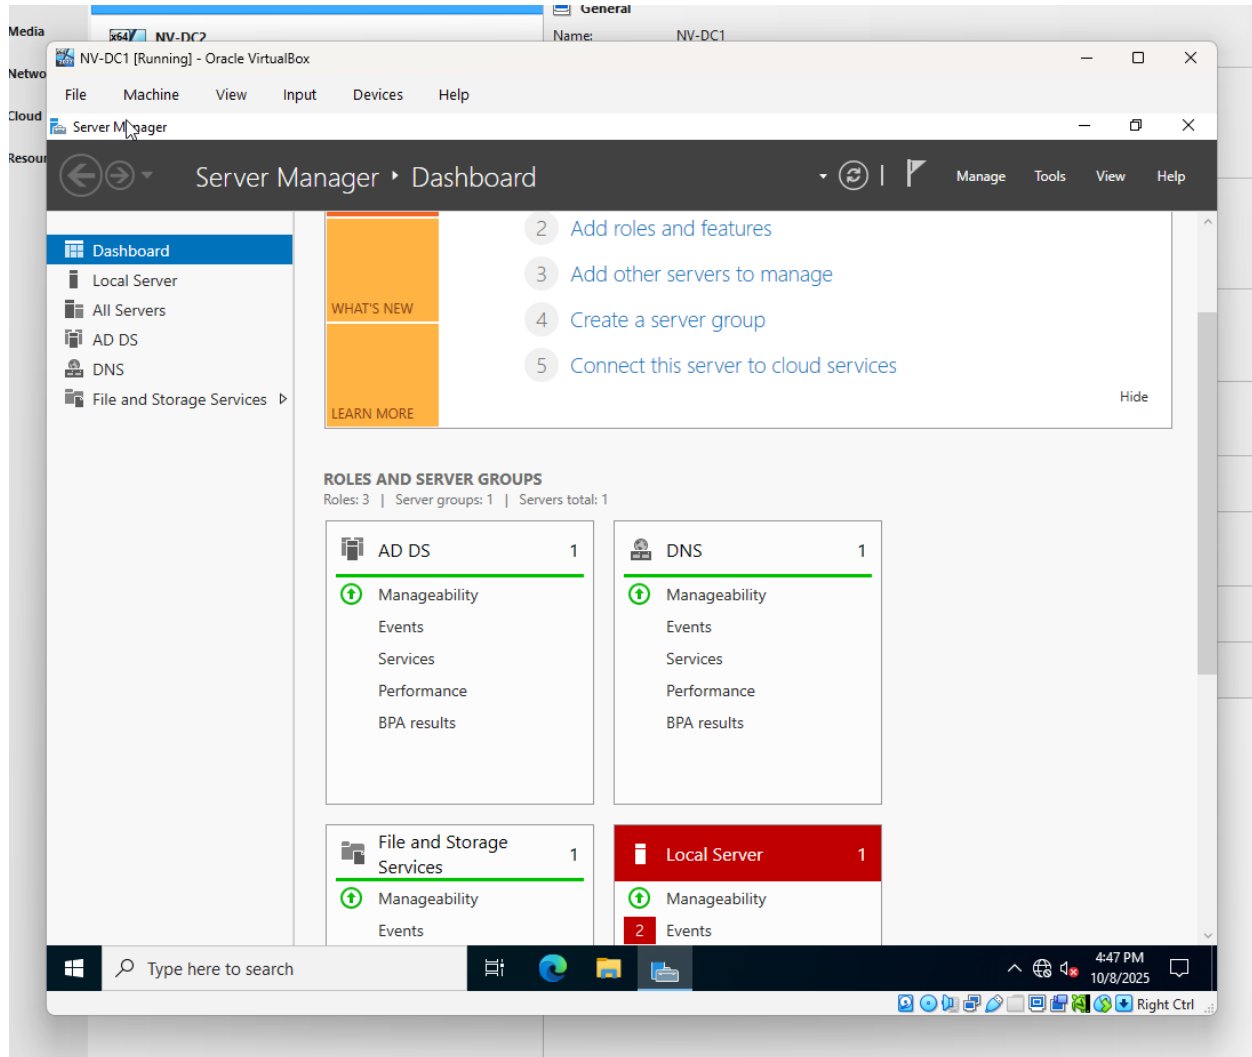 General
Media
x64
NV-DC2
Name:
NV-DC1
NV-DC1 [Running] - Oracle VirtualBox
Netwo
File Machine View Input Devices Help
Cloud
Server Manager
Resour
Server Manager Dashboard
Manage Tools View Help
Dashboard
Local Server
All Servers
AD DS
DNS
File and Storage Services
WHAT'S NEW
LEARN MORE
2 Add roles and features
3 Add other servers to manage
4 Create a server group
5 Connect this server to cloud services
Hide
ROLES AND SERVER GROUPS
Roles: 3 | Server groups: 1 | Servers total: 1
AD DS 1
Manageability
Events
Services
Performance
BPA results
DNS 1
Manageability
Events
Services
Performance
BPA results
File and Storage
Services
1
Manageability
Events
Local Server 1
Manageability
2 Events
Type here to search
4:47 PM
10/8/2025
Right Ctrl